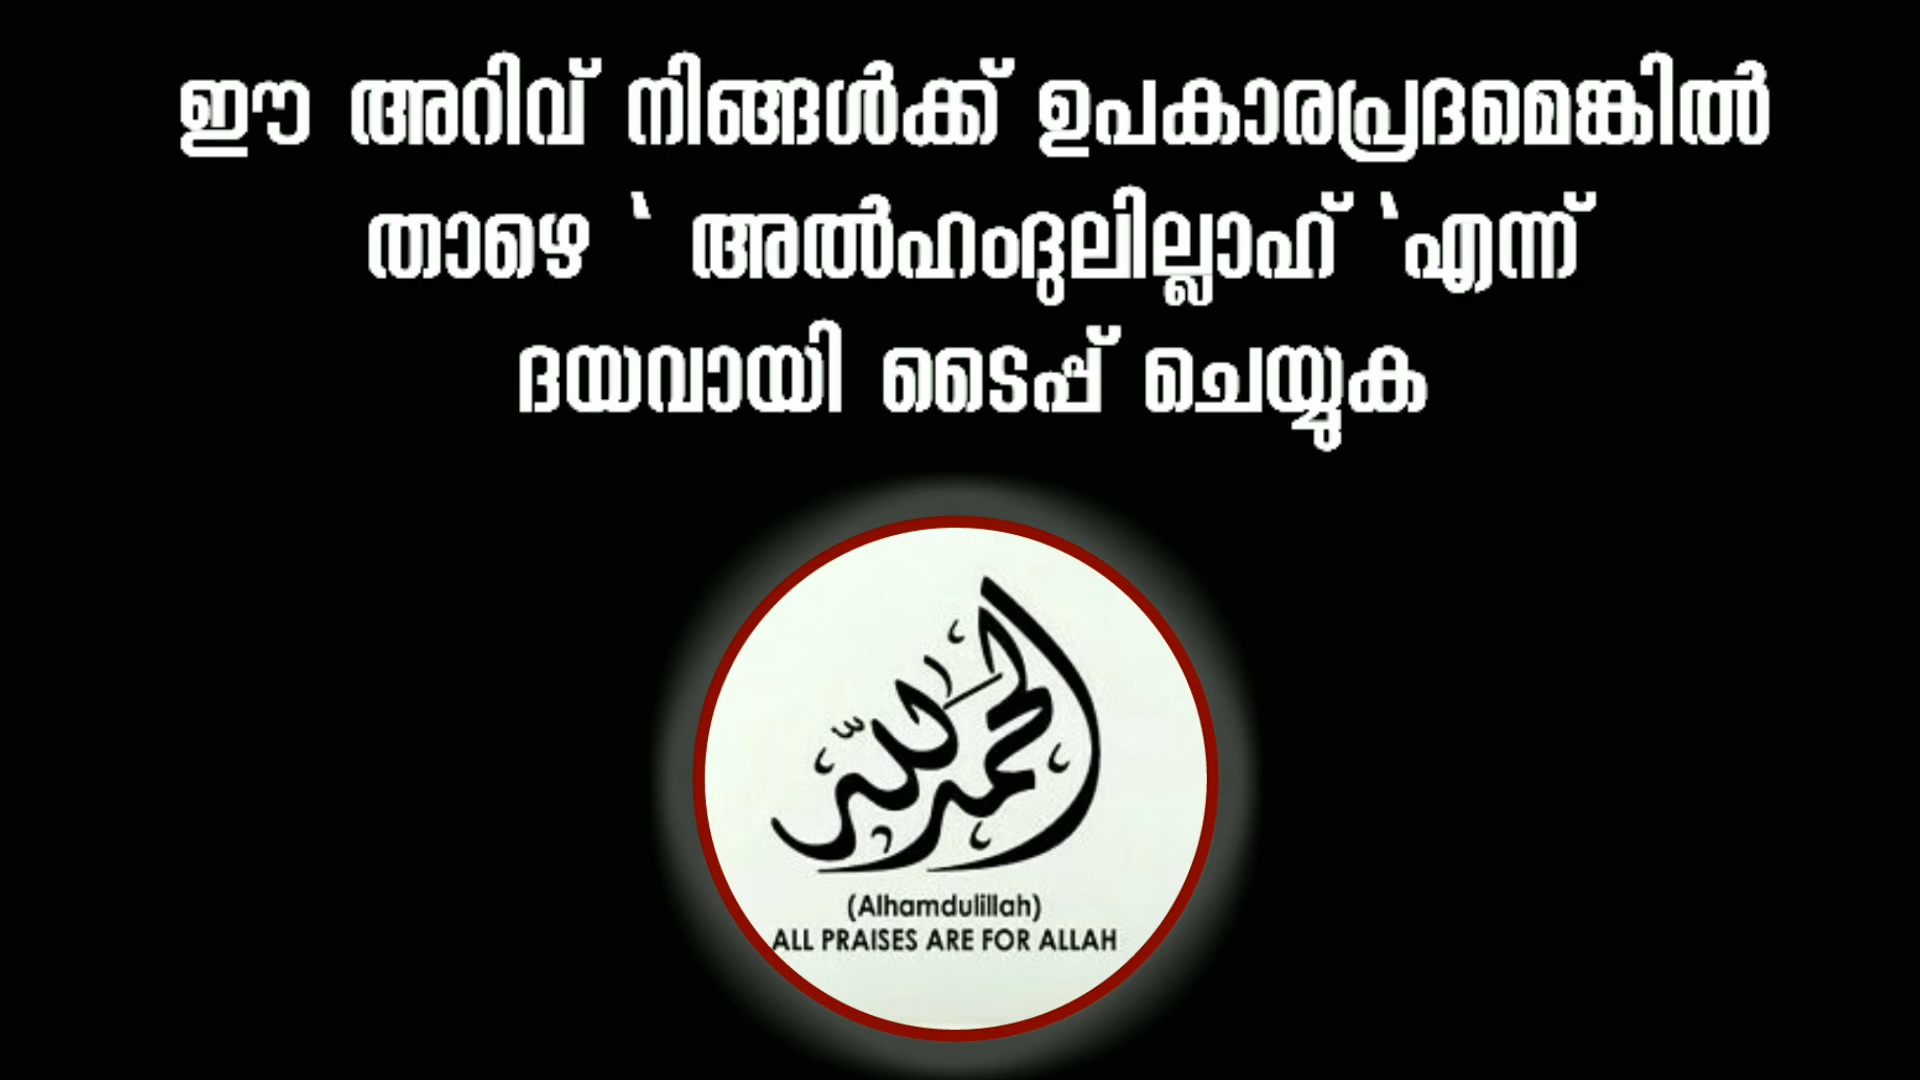 ഈ അറിവ് നിങ്ങൾക്ക് ഉപകാരപ്രദമെങ്കിൽ
താഴെ ‘ അൽഹംദുലില്ലാഹ് ‘എന്ന്
ദയവായി ടൈപ്പ് ചെയ്യുക
الحمد لله
(Alhamdulillah)
ALL PRAISES ARE FOR ALLAH